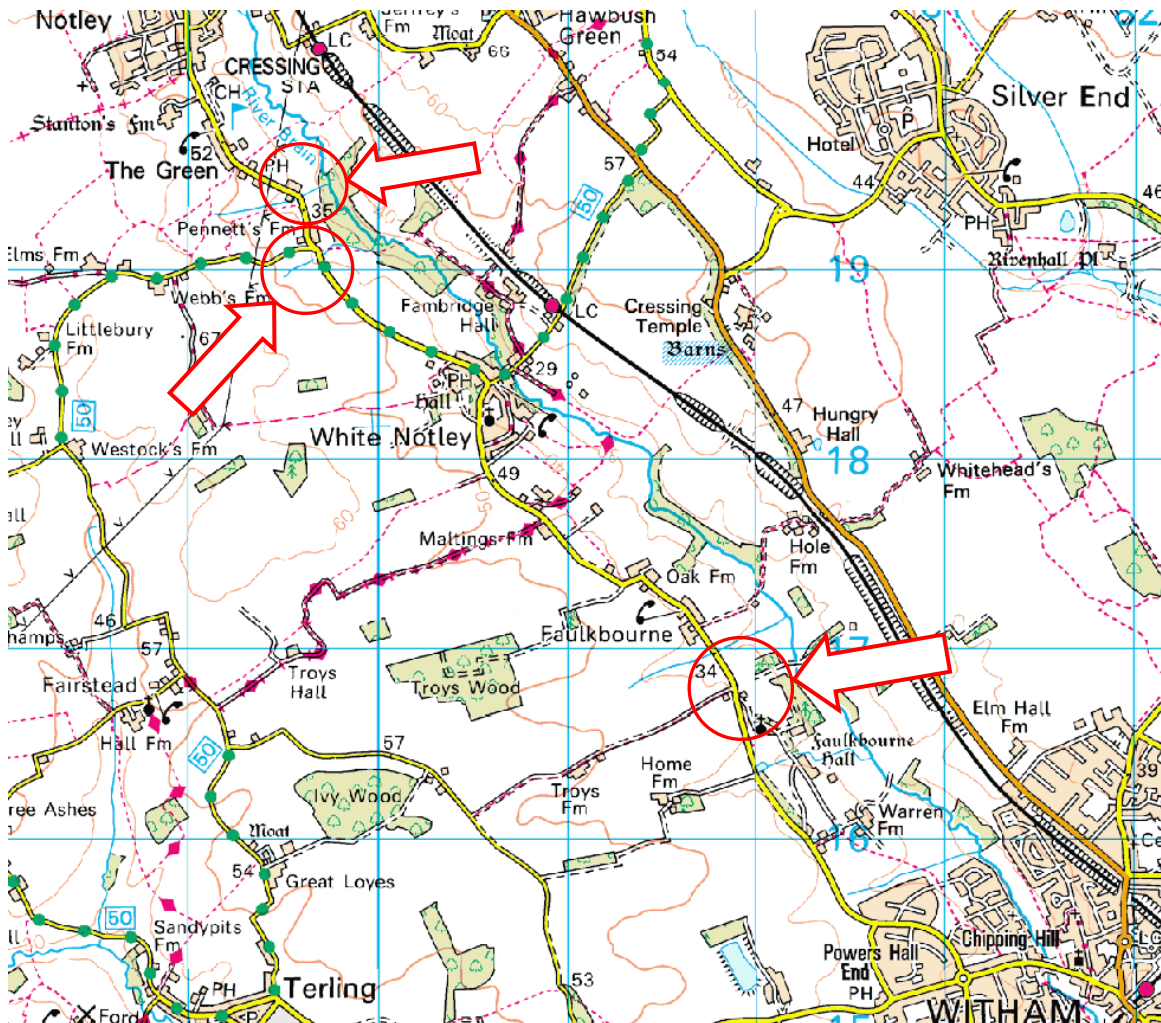 Notley
Jeffrey's
Fm
Moat
66
Hawbush
Green
54
LC
CRESSING
STA
CH
River Brain
60
Silver End
P
Hotel
Stanton's Fm
52
The Green
PH
57
50
44
46
PH
35
Pennett's Fm
Elms Fm
Webb's Fm
19
Rivenhall Pl
Fambridge
Hall
LC
Cressing
Temple
Barns
Littlebury
Fm
67
29
PH
Hall
50
47
Hungry
Hall
White Notley
Westock's Fm
18
Whitehead's
Fm
49
50
60
Maltings Fm
Hole
Fm
Oak Fm
46
Faulkbourne
57
17
Troys
Hall
34
Fairstead
Troys Wood
Hall Fm
Elm Hall
Fm
Faulkbourne
Hall
50
57
Home
Fm
39
Ivy Wood
Troys
Fm
ree Ashes
Warren
Fm
Moat
16
54
Great Loyes
50
Sandypits
Fm
Chipping Hill
LC
Powers Hall
End
53
PH
Terling
PH
WITHAM
Ford
P
15